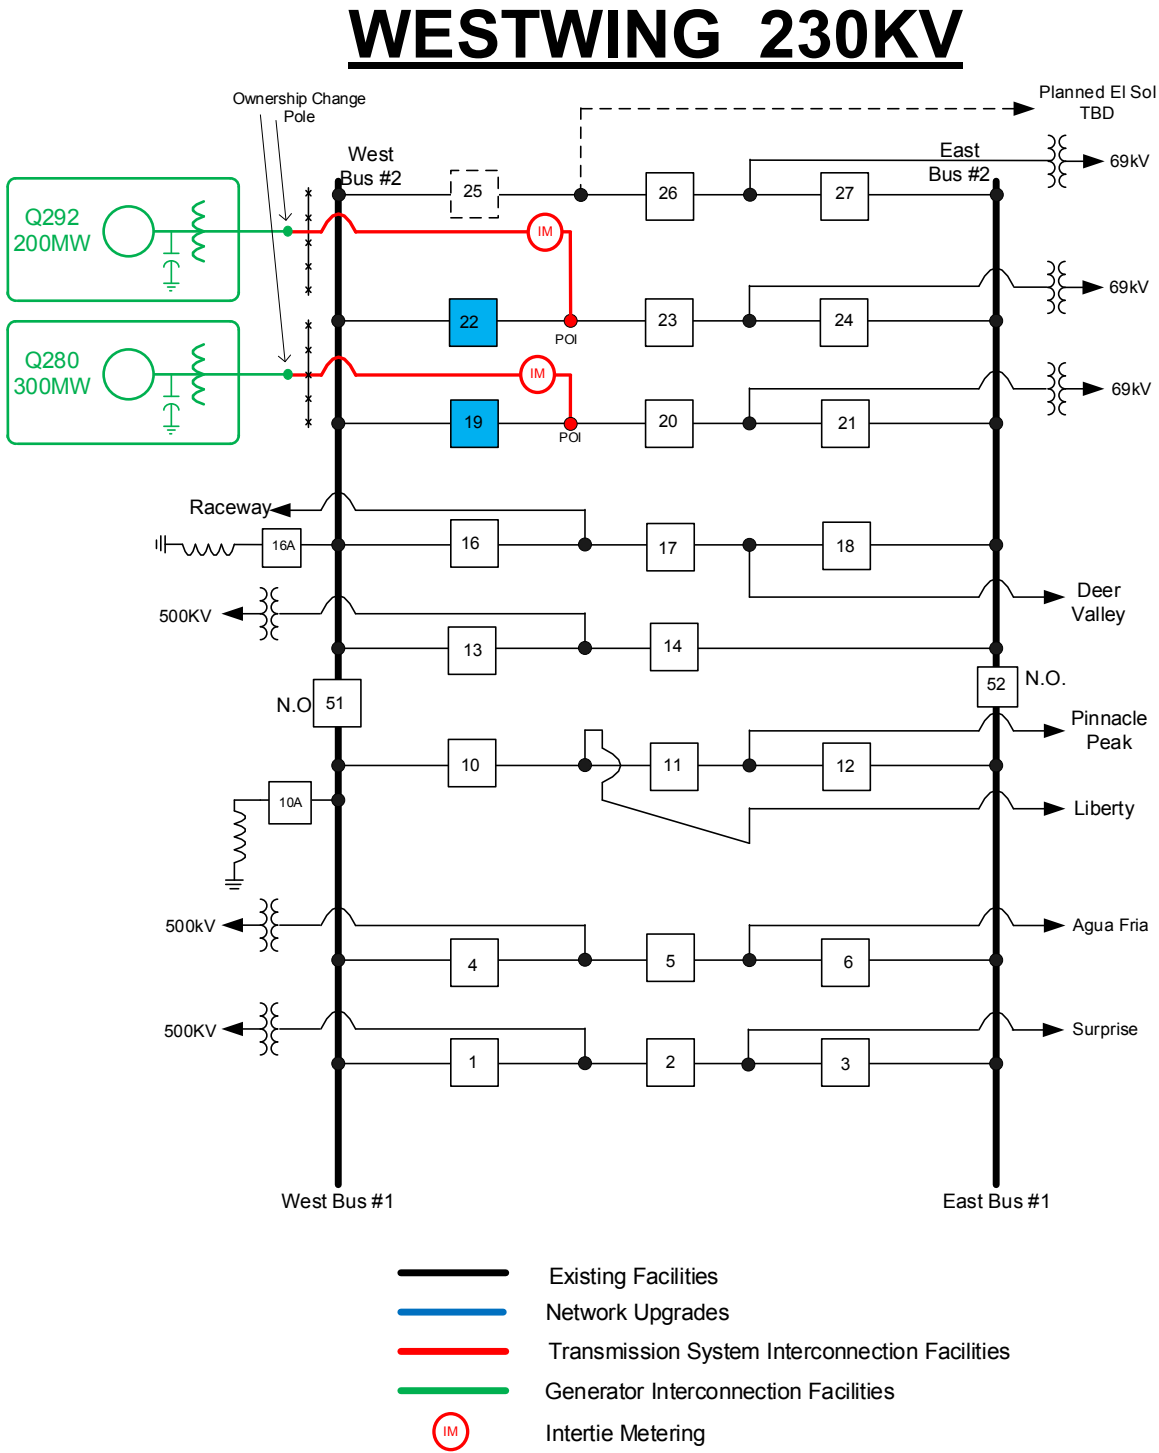 WESTWING 230KV
Ownership Change
Pole
Planned El Sol
TBD
West
Bus #2
East
Bus #2
69kV
25
26
27
Q292
200MW
IM
69kV
22
23
24
POI
Q280
300MW
IM
69kV
19
20
21
POI
Raceway
16A
16
17
18
500KV
Deer
Valley
13
14
N.O
51
52
N.O.
Pinnacle
Peak
10
11
12
10A
Liberty
500kV
Agua Fria
4
5
6
500KV
Surprise
1
2
3
West Bus #1
East Bus #1
Existing Facilities
Network Upgrades
Transmission System Interconnection Facilities
Generator Interconnection Facilities
IM
Intertie Metering